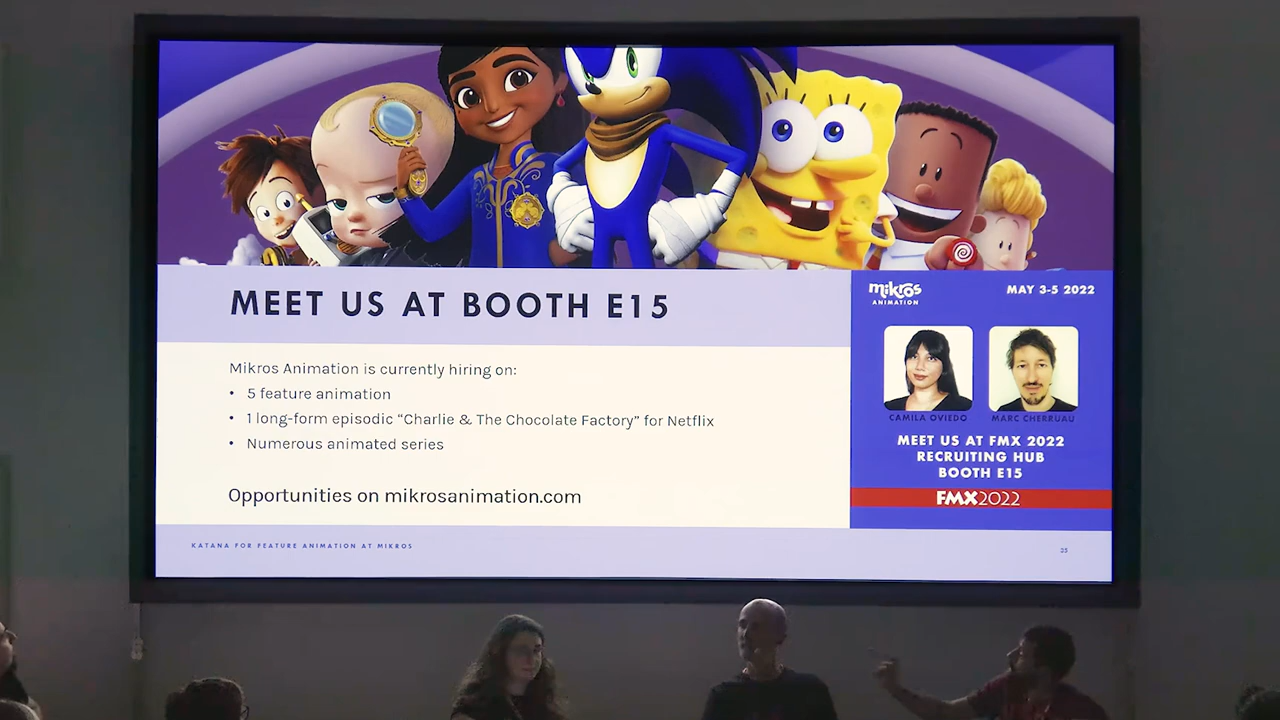 MEET US AT BOOTH E15
Mikros Animation is currently hiring on:
• 5 feature animation
• 1 long-form episodic “Charlie & The Chocolate Factory” for Netflix
• Numerous animated series
Opportunities on mikrosanimation.com
KATANA FOR FEATURE ANIMATION AT MIKROS
mikros
ANIMATION
MAY 3-5 2022
CAMILA OVIEDO
MARC CHERRUAU
MEET US AT FMX 2022
RECRUITING HUB
BOOTH E15
FMX2022